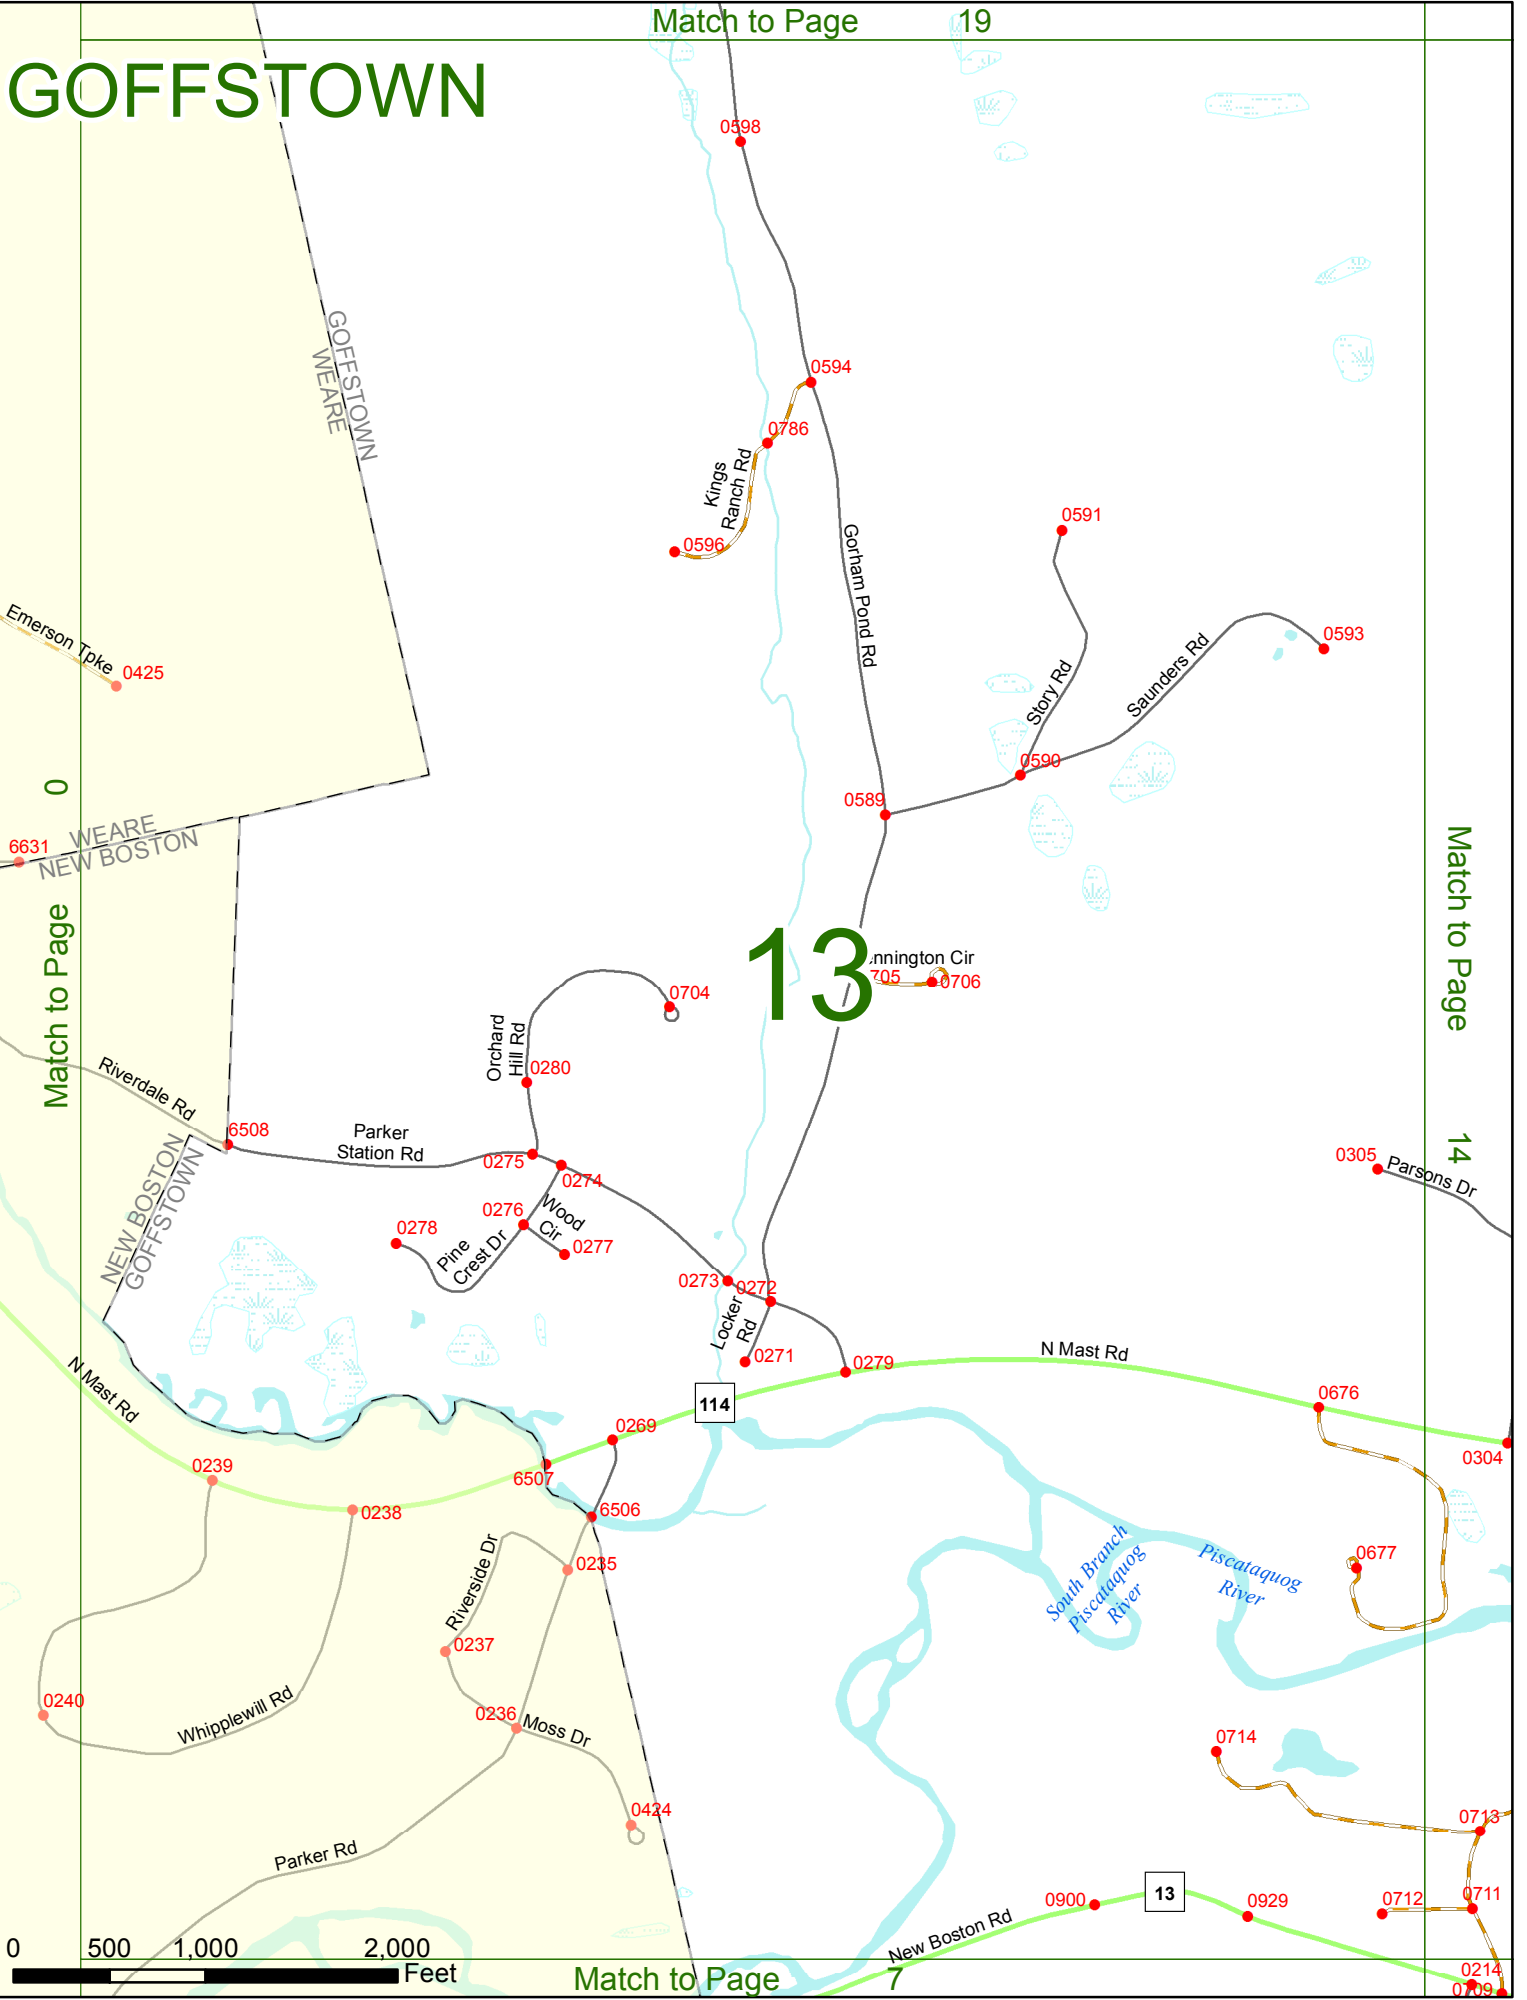 Match to Page 19
GOFFSTOWN
0598
GOFFSTOWN
WEARE
0594
0786
Kings
Ranch Rd
0596
Gorham Pond Rd
0591
0593
Story Rd
Saunders Rd
0590
0589
Emerson Tpke
0425
0
Match to Page
6631
WEARE
NEW BOSTON
13
nnington Cir
705
0706
0704
Orchard
Hill Rd
0280
Riverdale Rd
6508
Parker
Station Rd
0275
0274
NEW BOSTON
GOFFSTOWN
0276
Wood
Cir
0277
0278
Pine
Crest Dr
0273
0272
Locker
Rd
0271
0279
N Mast Rd
Match to Page
14
0305
Parsons Dr
N Mast Rd
114
0676
0304
0269
6507
6506
0239
0238
0235
Riverside Dr
0237
0236
Moss Dr
0240
Whipplewill Rd
0424
Parker Rd
South Branch
Piscataquog
River
Piscataquog
River
0677
0714
0713
0711
0712
0900
13
0929
New Boston Rd
0214
0709
0 500 1,000 2,000
Feet
Match to Page 7